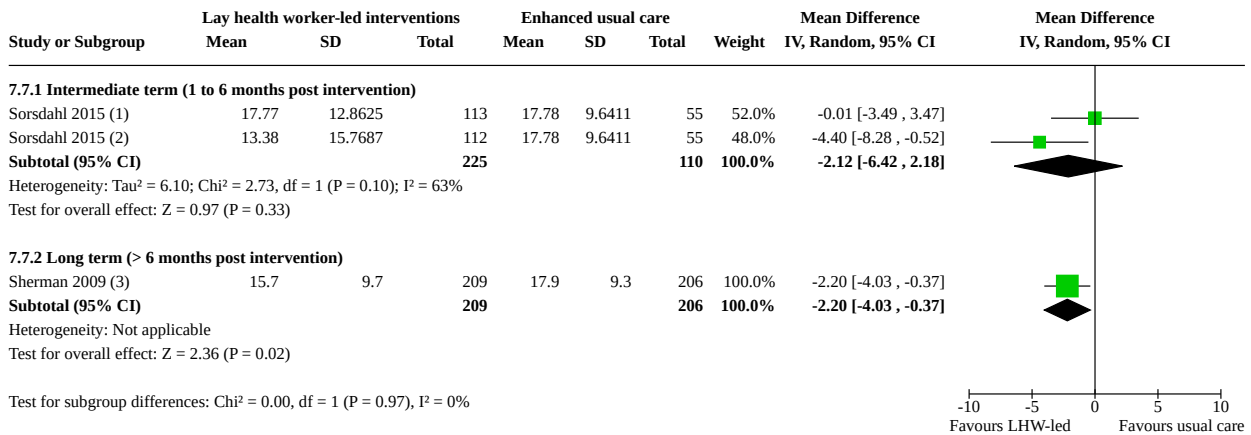 Lay health worker-led interventions Enhanced usual care Mean Difference Mean Difference
Study or Subgroup Mean SD Total Mean SD Total Weight IV, Random, 95% CI IV, Random, 95% CI
7.7.1 Intermediate term (1 to 6 months post intervention)
Sorsdahl 2015 (1) 17.77 12.8625 113 17.78 9.6411 55 52.0% -0.01 [-3.49 , 3.47]
Sorsdahl 2015 (2) 13.38 15.7687 112 17.78 9.6411 55 48.0% -4.40 [-8.28 , -0.52]
Subtotal (95% CI) 225 110 100.0% -2.12 [-6.42 , 2.18]
Heterogeneity: Tau² = 6.10; Chi² = 2.73, df = 1 (P = 0.10); I² = 63%
Test for overall effect: Z = 0.97 (P = 0.33)
7.7.2 Long term (> 6 months post intervention)
Sherman 2009 (3) 15.7 9.7 209 17.9 9.3 206 100.0% -2.20 [-4.03 , -0.37]
Subtotal (95% CI) 209 206 100.0% -2.20 [-4.03 , -0.37]
Heterogeneity: Not applicable
Test for overall effect: Z = 2.36 (P = 0.02)
Test for subgroup differences: Chi² = 0.00, df = 1 (P = 0.97), I² = 0%
-10 -5 0 5 10
Favours LHW-led Favours usual care